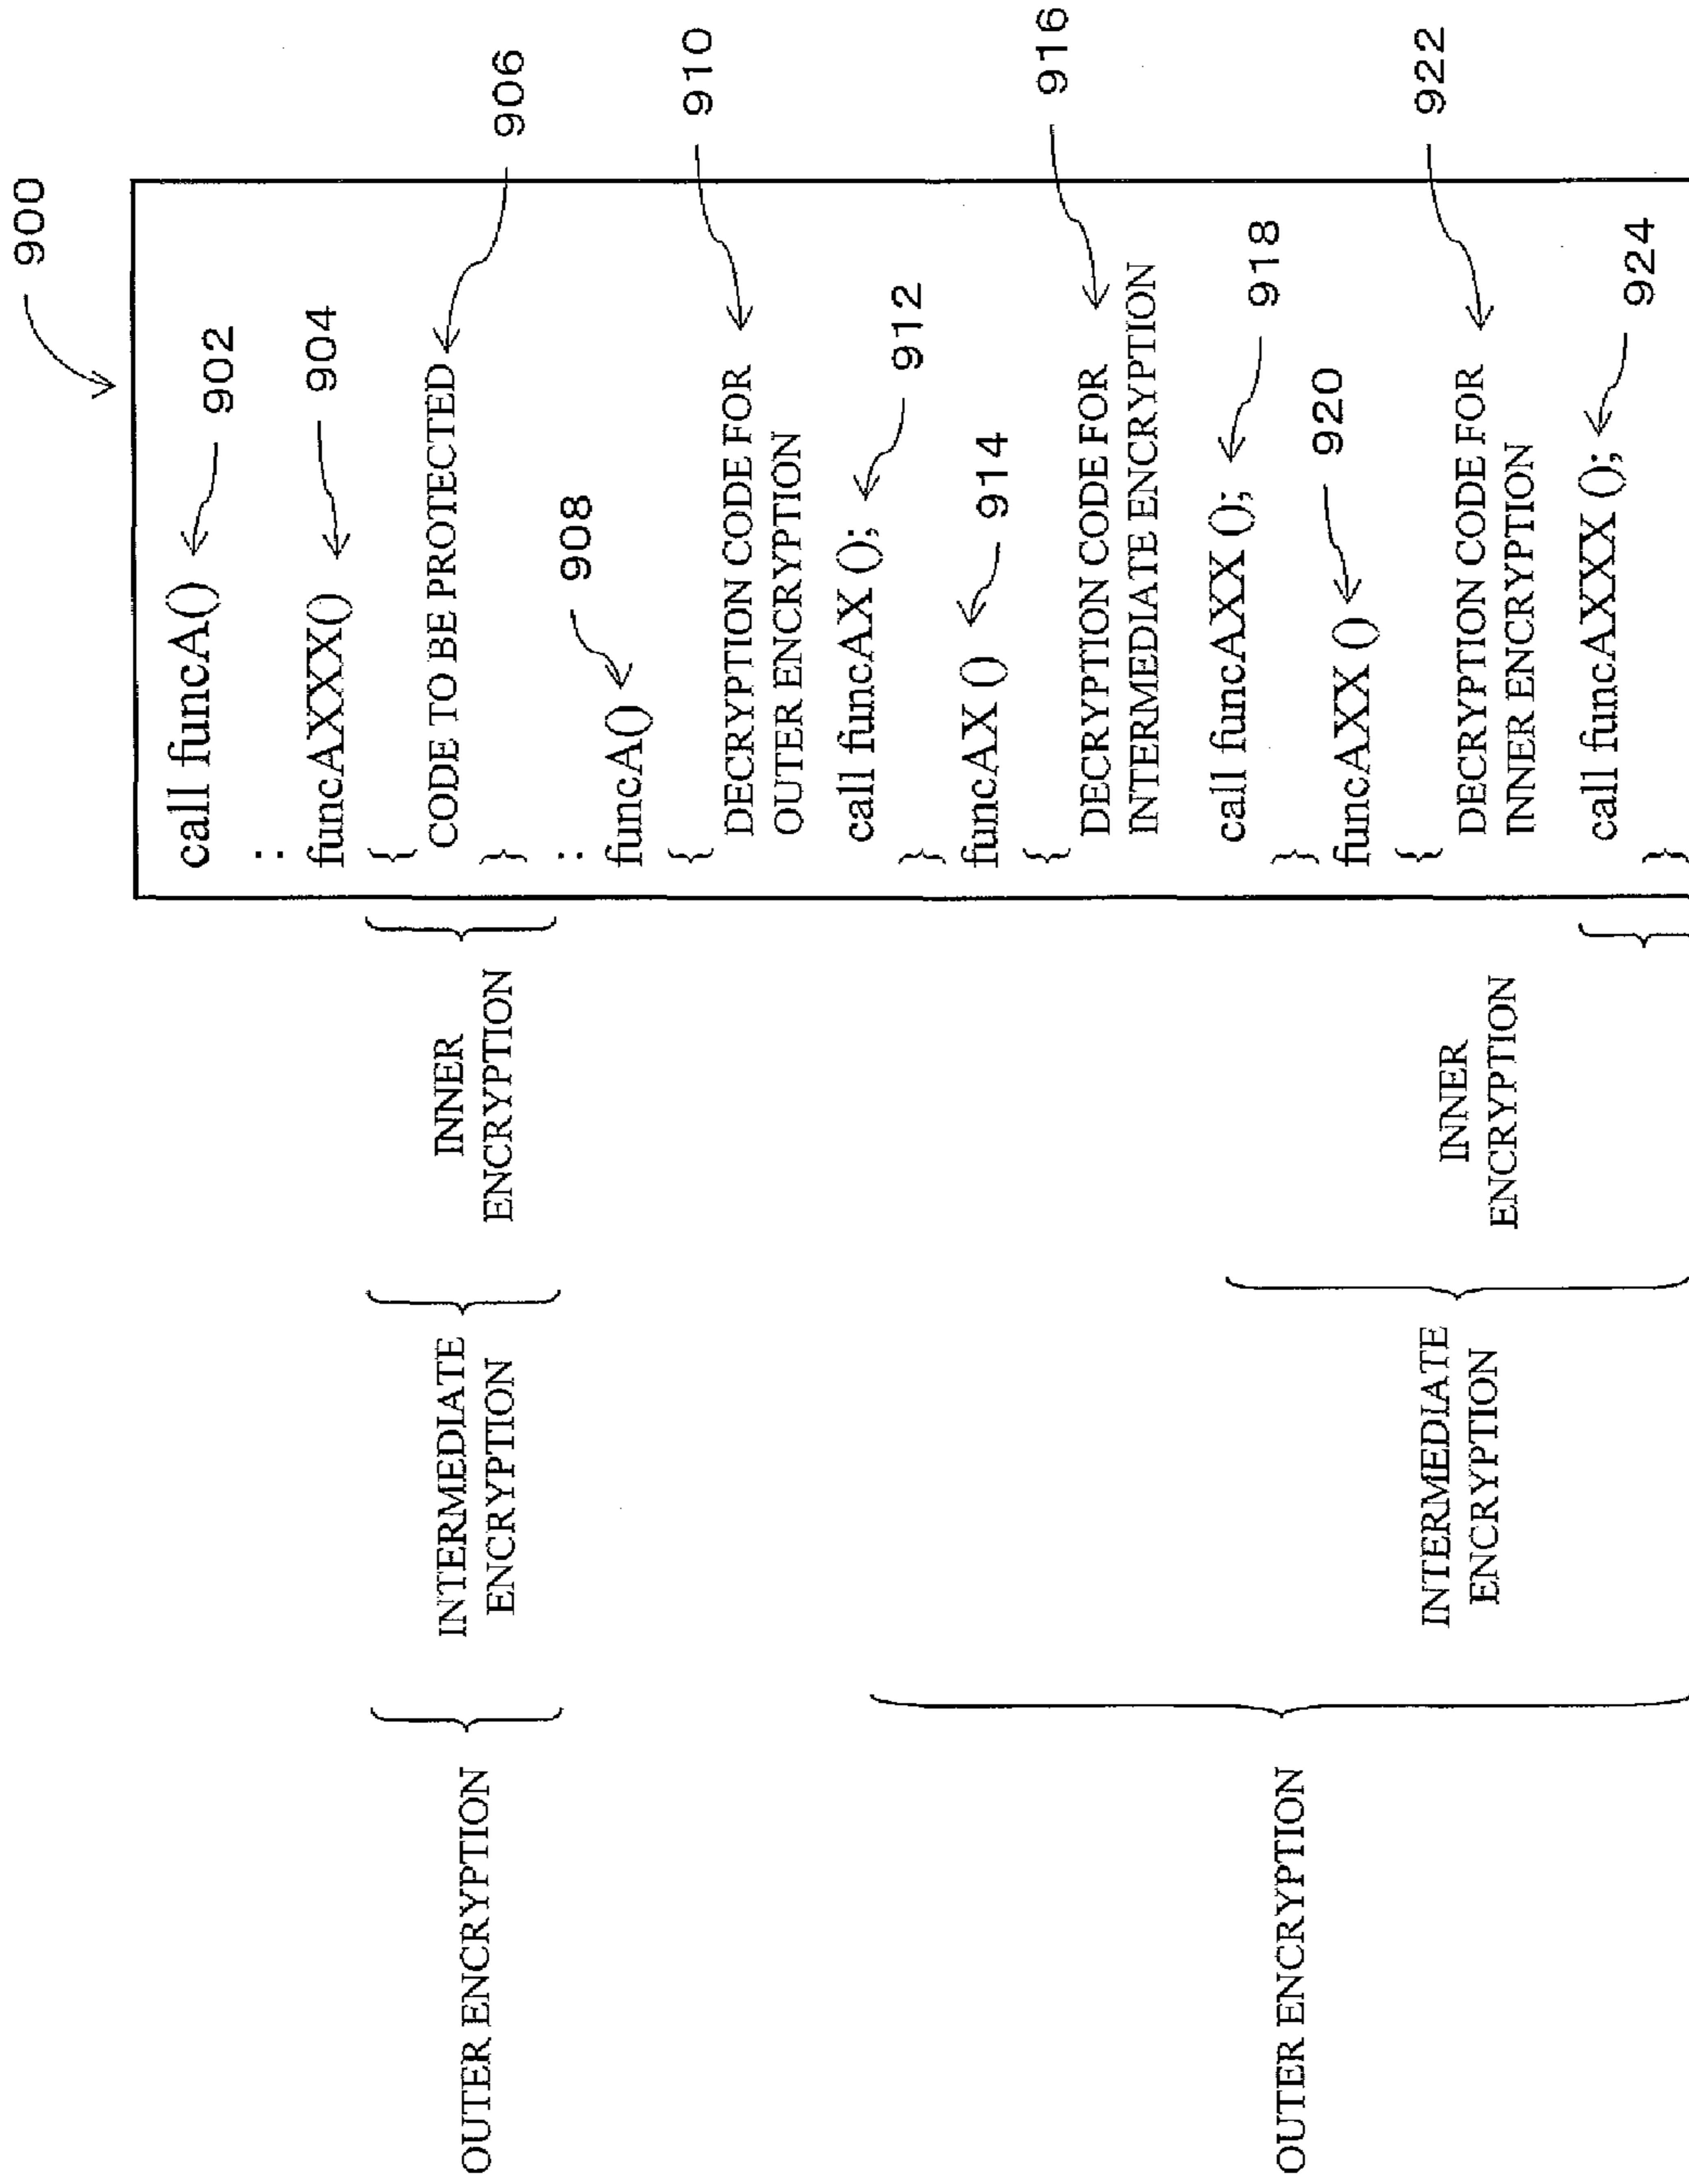 900
call funcA()
902
:
funcAXXX()
904
{
CODE TO BE PROTECTED
906
}
:
funcA()
908
{
DECRYPTION CODE FOR
OUTER ENCRYPTION
910
call funcAX ();
912
}
funcAX ()
914
{
DECRYPTION CODE FOR
INTERMEDIATE ENCRYPTION
916
call funcAXX ();
918
}
funcAXX ()
920
{
DECRYPTION CODE FOR
INNER ENCRYPTION
922
call funcAXXX ();
924
}
INNER
ENCRYPTION
INTERMEDIATE
ENCRYPTION
OUTER ENCRYPTION
INNER
ENCRYPTION
INTERMEDIATE
ENCRYPTION
OUTER ENCRYPTION